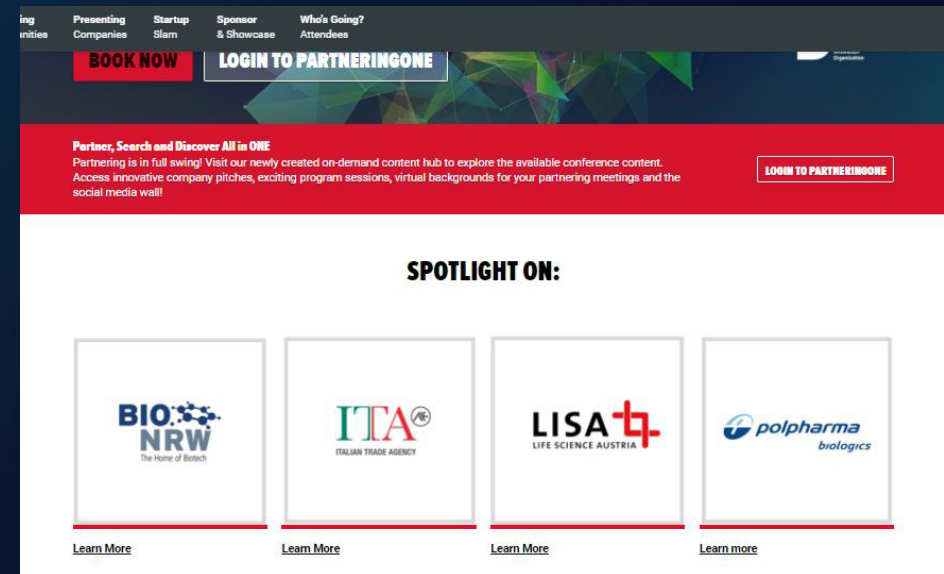 ing
unities
Presenting
Companies
Startup
Slam
Sponsor
& Showcase
Who's Going?
Attendees
BOOK NOW
LOGIN TO PARTNERINGONE
Organisation
Partner, Search and Discover All in ONE
Partnering is in full swing! Visit our newly created on-demand content hub to explore the available conference content.
Access innovative company pitches, exciting program sessions, virtual backgrounds for your partnering meetings and the
social media wall!
LOGIN TO PARTNERINGONE
SPOTLIGHT ON:
BIO.
NRW
The Home of Biotech
ITA®
ITALIAN TRADE AGENCY
LISA
LIFE SCIENCE AUSTRIA
polpharma
biologics
Learn More
Learn More
Learn More
Learn more